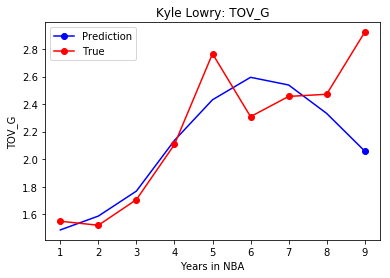 Kyle Lowry: TOV_G
Prediction
True
TOV_G
2.8
2.6
2.4
2.2
2.0
1.8
1.6
1 2 3 4 5 6 7 8 9
Years in NBA